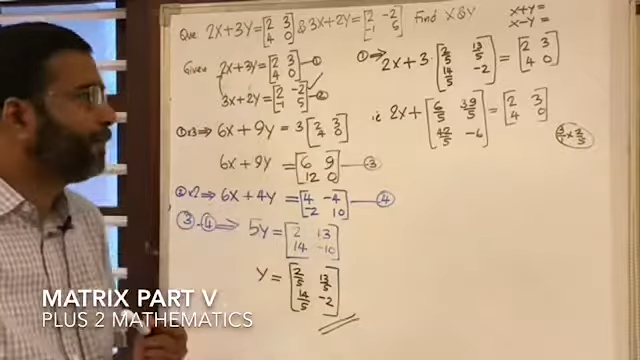 Que: 2X+3Y = [2 3 4 0] & 3X+2Y = [2 -2 -1 5] Find X&Y
X+Y =
X-Y =
Given 2X+3Y = [2 3 4 0] — ①
3X+2Y = [2 -2 -1 5] — ②
①×3 ⇒ 6X+9Y = 3 [2 3 4 0]
6X+9Y = [6 9 12 0] — ③
②×2 ⇒ 6X+4Y = [4 -4 -2 10] — ④
③-④ ⇒ 5Y = [2 13 14 -10]
Y = [2/5 13/5 14/5 -2]
① ⇒ 2X+3·[2/5 13/5 14/5 -2] = [2 3 4 0]
ie 2X+ [6/5 39/5 42/5 -6] = [2 3 4 0]
MATRIX PART V
PLUS 2 MATHEMATICS